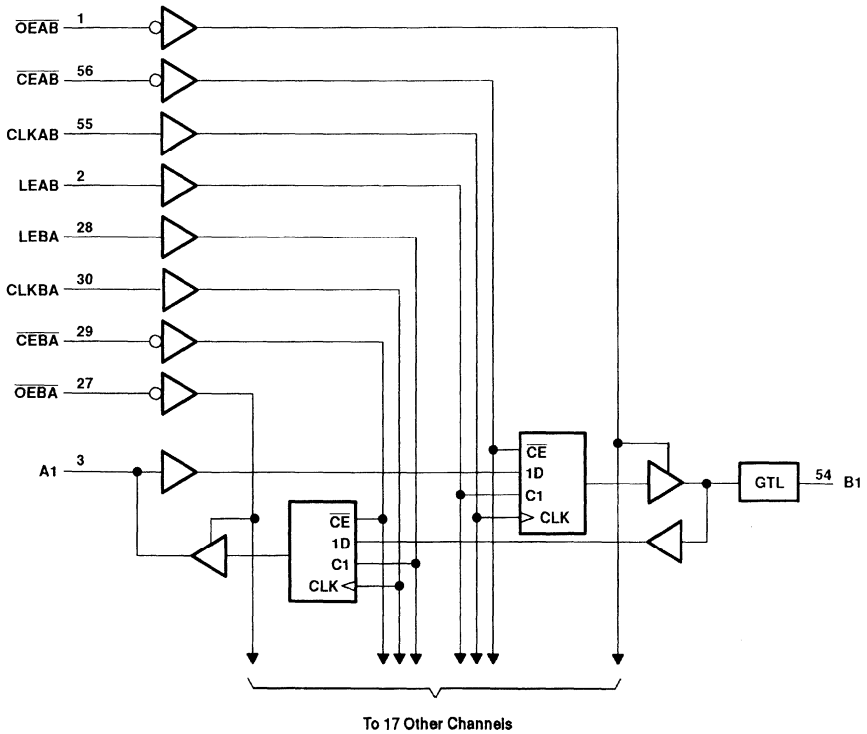 OEAB 1
CEAB 56
CLKAB 55
LEAB 2
LEBA 28
CLKBA 30
CEBA 29
OEBA 27
A1 3
CE
1D
C1
CLK
GTL
54 B1
CE
1D
C1
CLK
To 17 Other Channels